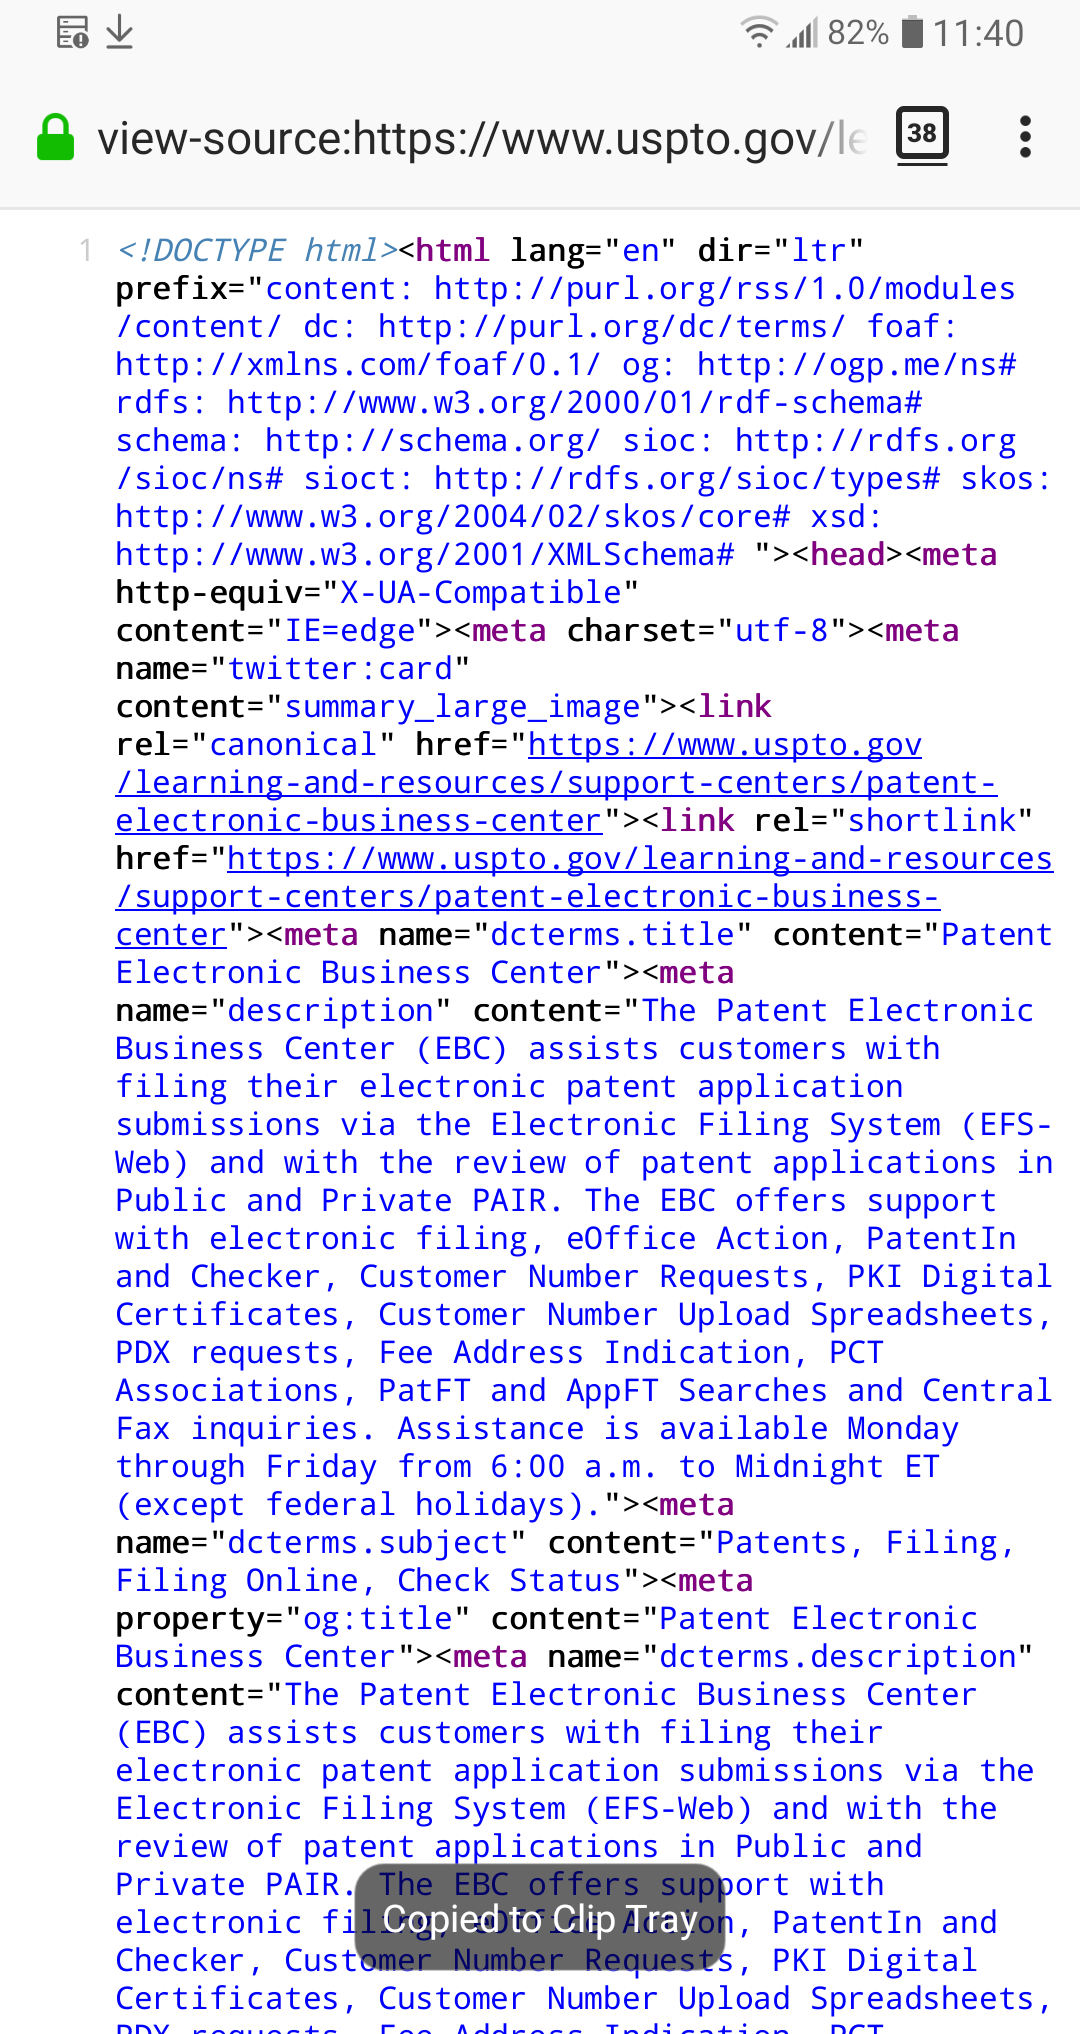 82% 11:40
view-source:https://www.uspto.gov/le
38
1 <!DOCTYPE html><html lang="en" dir="ltr"
prefix="content: http://purl.org/rss/1.0/modules
/content/ dc: http://purl.org/dc/terms/ foaf:
http://xmlns.com/foaf/0.1/ og: http://ogp.me/ns#
rdfs: http://www.w3.org/2000/01/rdf-schema#
schema: http://schema.org/ sioc: http://rdfs.org
/sioc/ns# sioct: http://rdfs.org/sioc/types# skos:
http://www.w3.org/2004/02/skos/core# xsd:
http://www.w3.org/2001/XMLSchema# "><head><meta
http-equiv="X-UA-Compatible"
content="IE=edge"><meta charset="utf-8"><meta
name="twitter:card"
content="summary_large_image"><link
rel="canonical" href="https://www.uspto.gov
/learning-and-resources/support-centers/patent-
electronic-business-center"><link rel="shortlink"
href="https://www.uspto.gov/learning-and-resources
/support-centers/patent-electronic-business-
center"><meta name="dcterms.title" content="Patent
Electronic Business Center"><meta
name="description" content="The Patent Electronic
Business Center (EBC) assists customers with
filing their electronic patent application
submissions via the Electronic Filing System (EFS-
Web) and with the review of patent applications in
Public and Private PAIR. The EBC offers support
with electronic filing, eOffice Action, PatentIn
and Checker, Customer Number Requests, PKI Digital
Certificates, Customer Number Upload Spreadsheets,
PDX requests, Fee Address Indication, PCT
Associations, PatFT and AppFT Searches and Central
Fax inquiries. Assistance is available Monday
through Friday from 6:00 a.m. to Midnight ET
(except federal holidays)."><meta
name="dcterms.subject" content="Patents, Filing,
Filing Online, Check Status"><meta
property="og:title" content="Patent Electronic
Business Center"><meta name="dcterms.description"
content="The Patent Electronic Business Center
(EBC) assists customers with filing their
electronic patent application submissions via the
Electronic Filing System (EFS-Web) and with the
review of patent applications in Public and
Private PAIR. The EBC offers support with
electronic filing, eOffice Action, PatentIn and
Copied to Clip Tray
Checker, Customer Number Requests, PKI Digital
Certificates, Customer Number Upload Spreadsheets,
PDX requests, Fee Address Indication, PCT